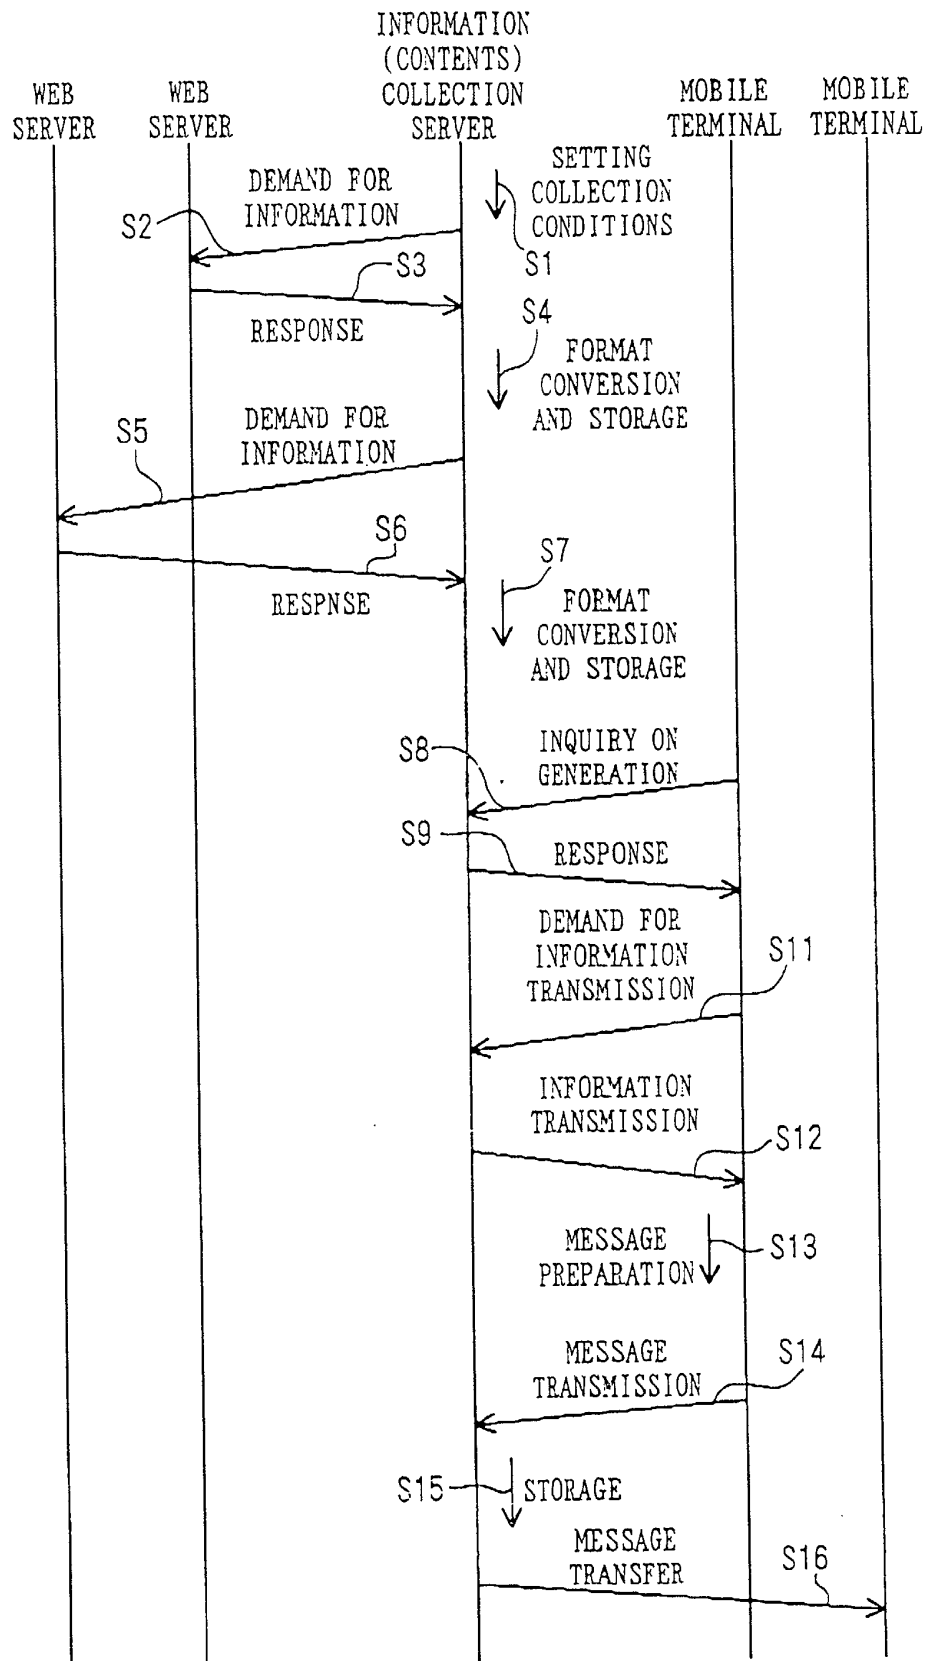 INFORMATION
(CONTENTS)
COLLECTION
SERVER
WEB
SERVER
WEB
SERVER
MOBILE
TERMINAL
MOBILE
TERMINAL
SETTING
COLLECTION
CONDITIONS
S1
DEMAND FOR
INFORMATION
S2
S3
RESPONSE
S4
FORMAT
CONVERSION
AND STORAGE
DEMAND FOR
INFORMATION
S5
S6
RESPNSE
S7
FORMAT
CONVERSION
AND STORAGE
INQUIRY ON
GENERATION
S8
S9
RESPONSE
DEMAND FOR
INFORMATION
TRANSMISSION
S11
INFORMATION
TRANSMISSION
S12
MESSAGE
PREPARATION
S13
MESSAGE
TRANSMISSION
S14
S15
STORAGE
MESSAGE
TRANSFER
S16